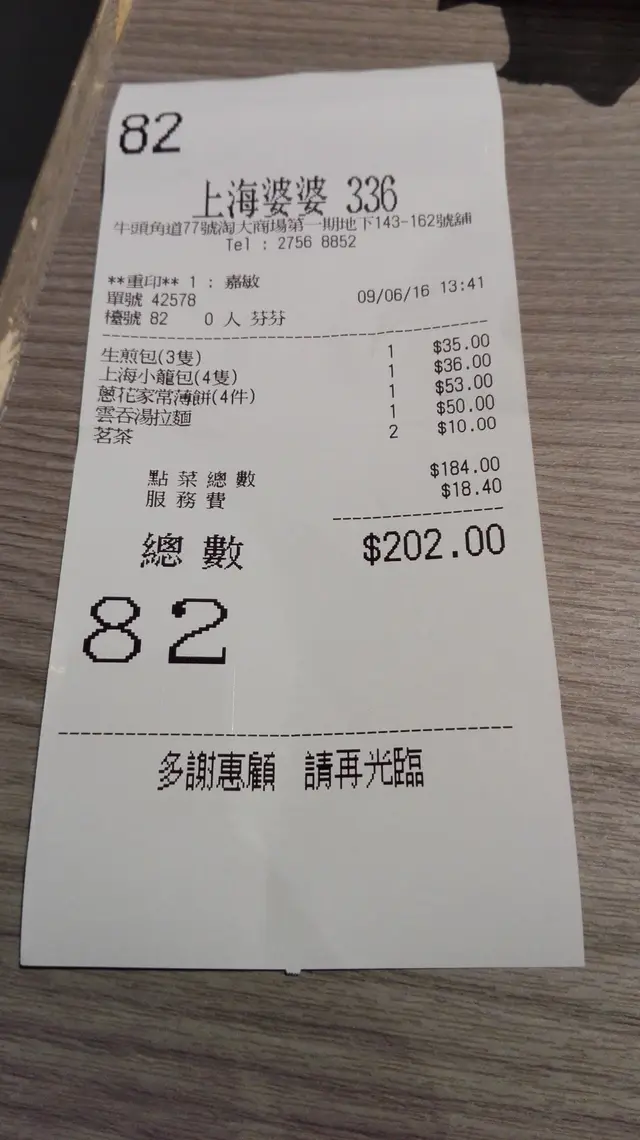 82
上海婆婆 336
牛頭角道77號淘大商場第一期地下143-162號舖
Tel : 2756 8852
**重印** 1 : 嘉敏
單號 42578 09/06/16 13:41
檯號 82 0 人 芬芬
生煎包(3隻) 1 $35.00
上海小籠包(4隻) 1 $36.00
蔥花家常薄餅(4件) 1 $53.00
雲吞湯拉麵 1 $50.00
茗茶 2 $10.00
點菜總數 $184.00
服務費 $18.40
總數 $202.00
82
多謝惠顧 請再光臨